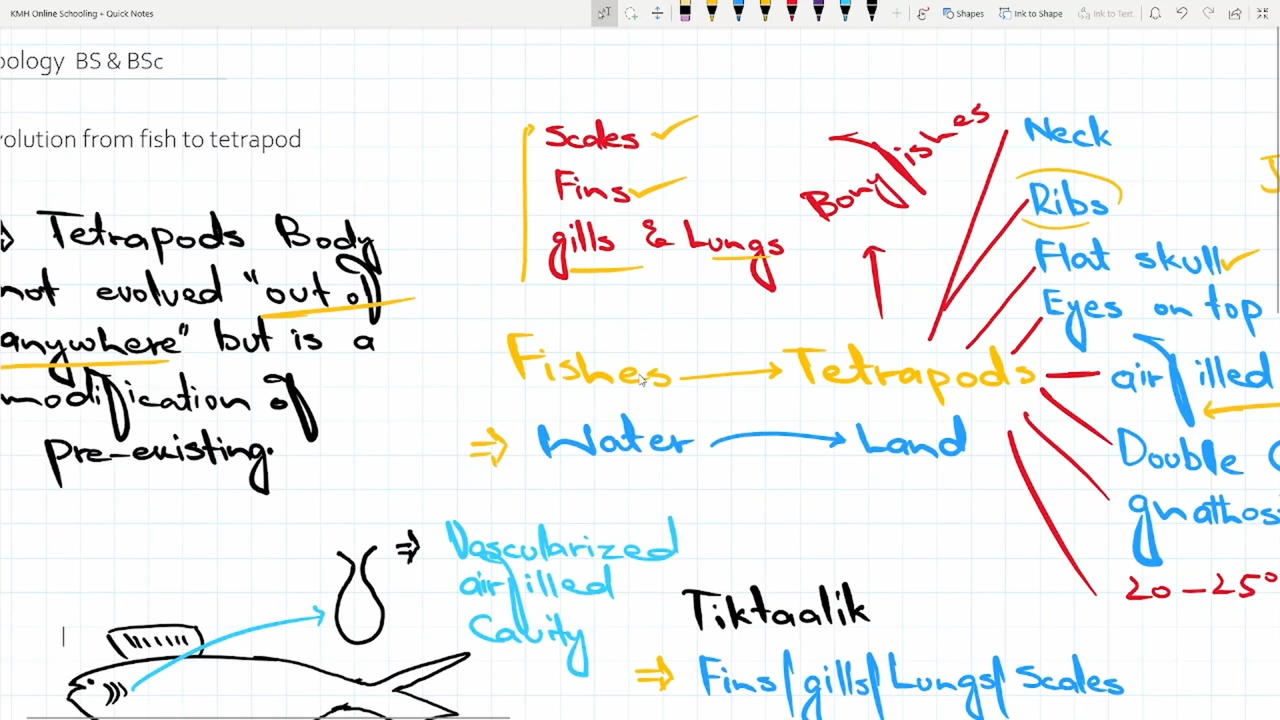 KMH Online Schooling + Quick Notes
Shapes
Ink to Shape
Ink to Text
oology BS & BSc
volution from fish to tetrapod
Tetrapods Body
not evolved "out of
anywhere" but is a
modification of
pre-existing.
Scales
Fins
gills & Lungs
Bony fishes
Neck
Ribs
Flat skull
Eyes on top
air filled
Double
gnathos
20-25°
Fishes → Tetrapods
⇒ Water → Land
⇒ Vascularized
air filled
Cavity
Tiktaalik
⇒ Fins/gills/Lungs/Scales